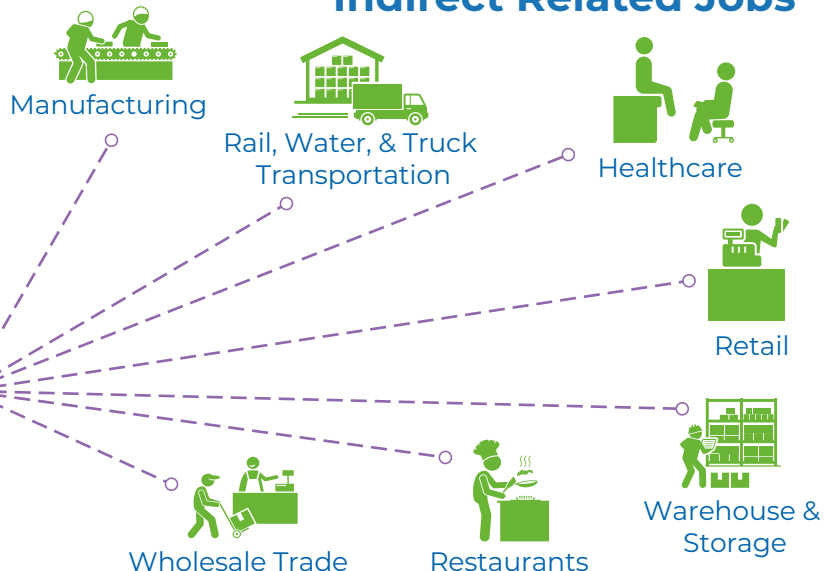 Indirect Related Jobs
Manufacturing
Rail, Water, & Truck
Transportation
Healthcare
Retail
Warehouse &
Storage
Wholesale Trade
Restaurants